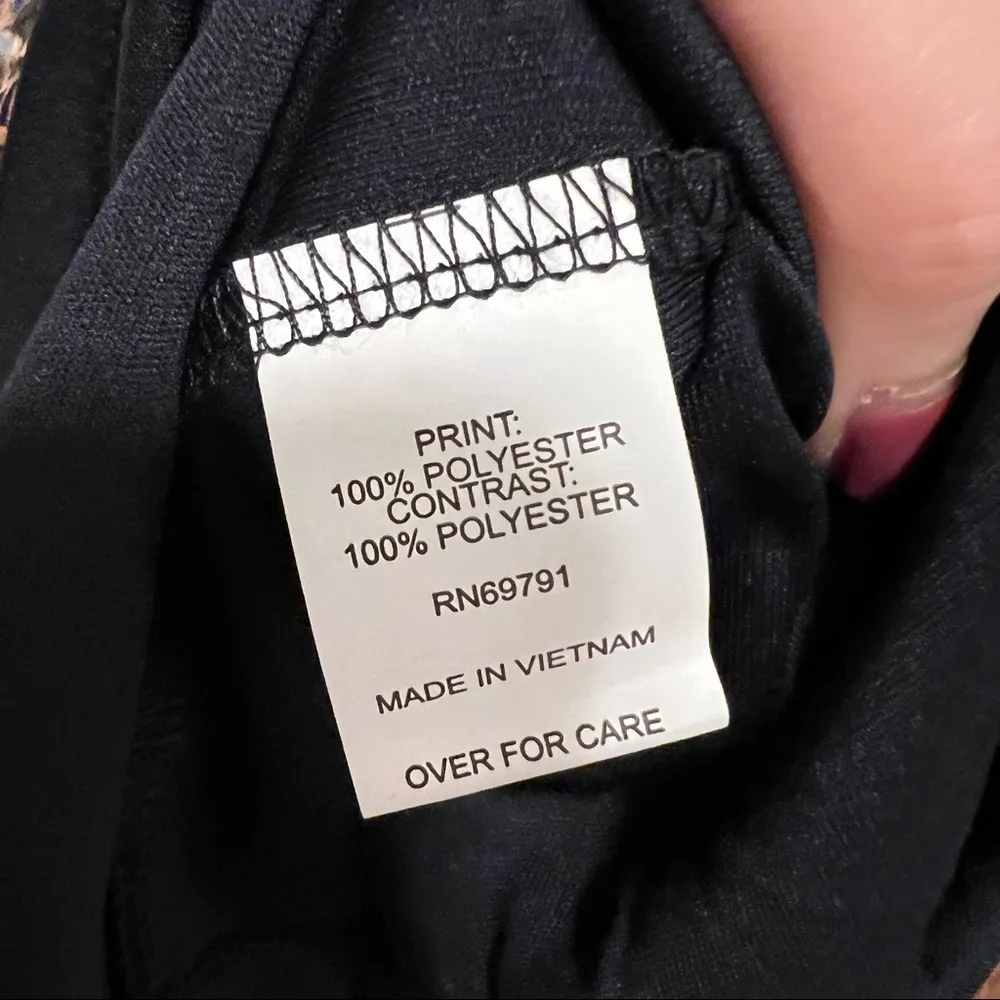 PRINT:
100% POLYESTER
CONTRAST:
100% POLYESTER
RN69791
MADE IN VIETNAM
OVER FOR CARE